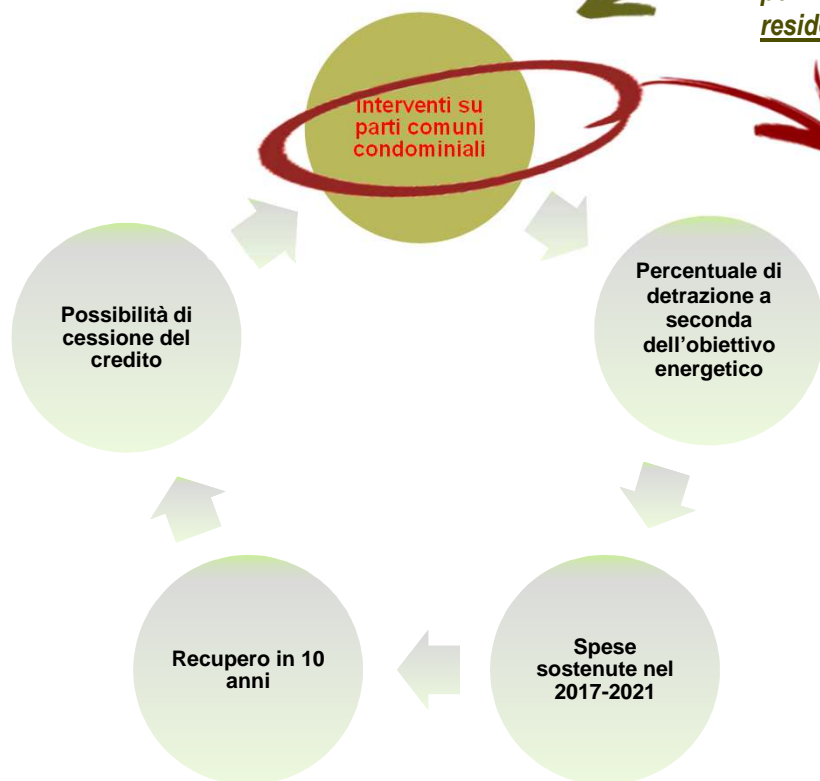 Interventi su
parti comuni
condominiali
Percentuale di
detrazione a
seconda
dell'obiettivo
energetico
Possibilità di
cessione del
credito
Recupero in 10
anni
Spese
sostenute nel
2017-2021